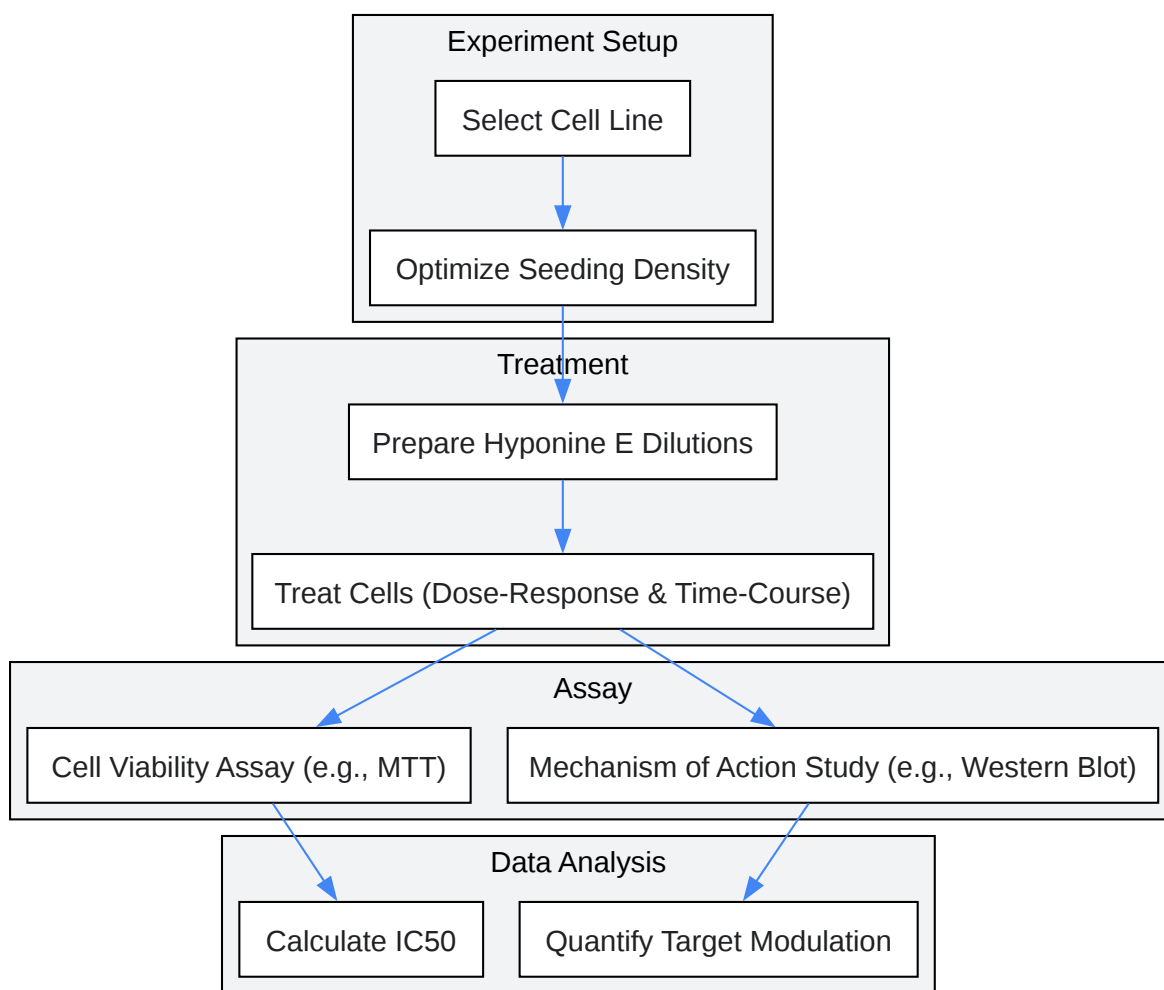 Experiment Setup
Select Cell Line
Optimize Seeding Density
Treatment
Prepare Hyponine E Dilutions
Treat Cells (Dose-Response & Time-Course)
Assay
Cell Viability Assay (e.g., MTT)
Mechanism of Action Study (e.g., Western Blot)
Data Analysis
Calculate IC50
Quantify Target Modulation